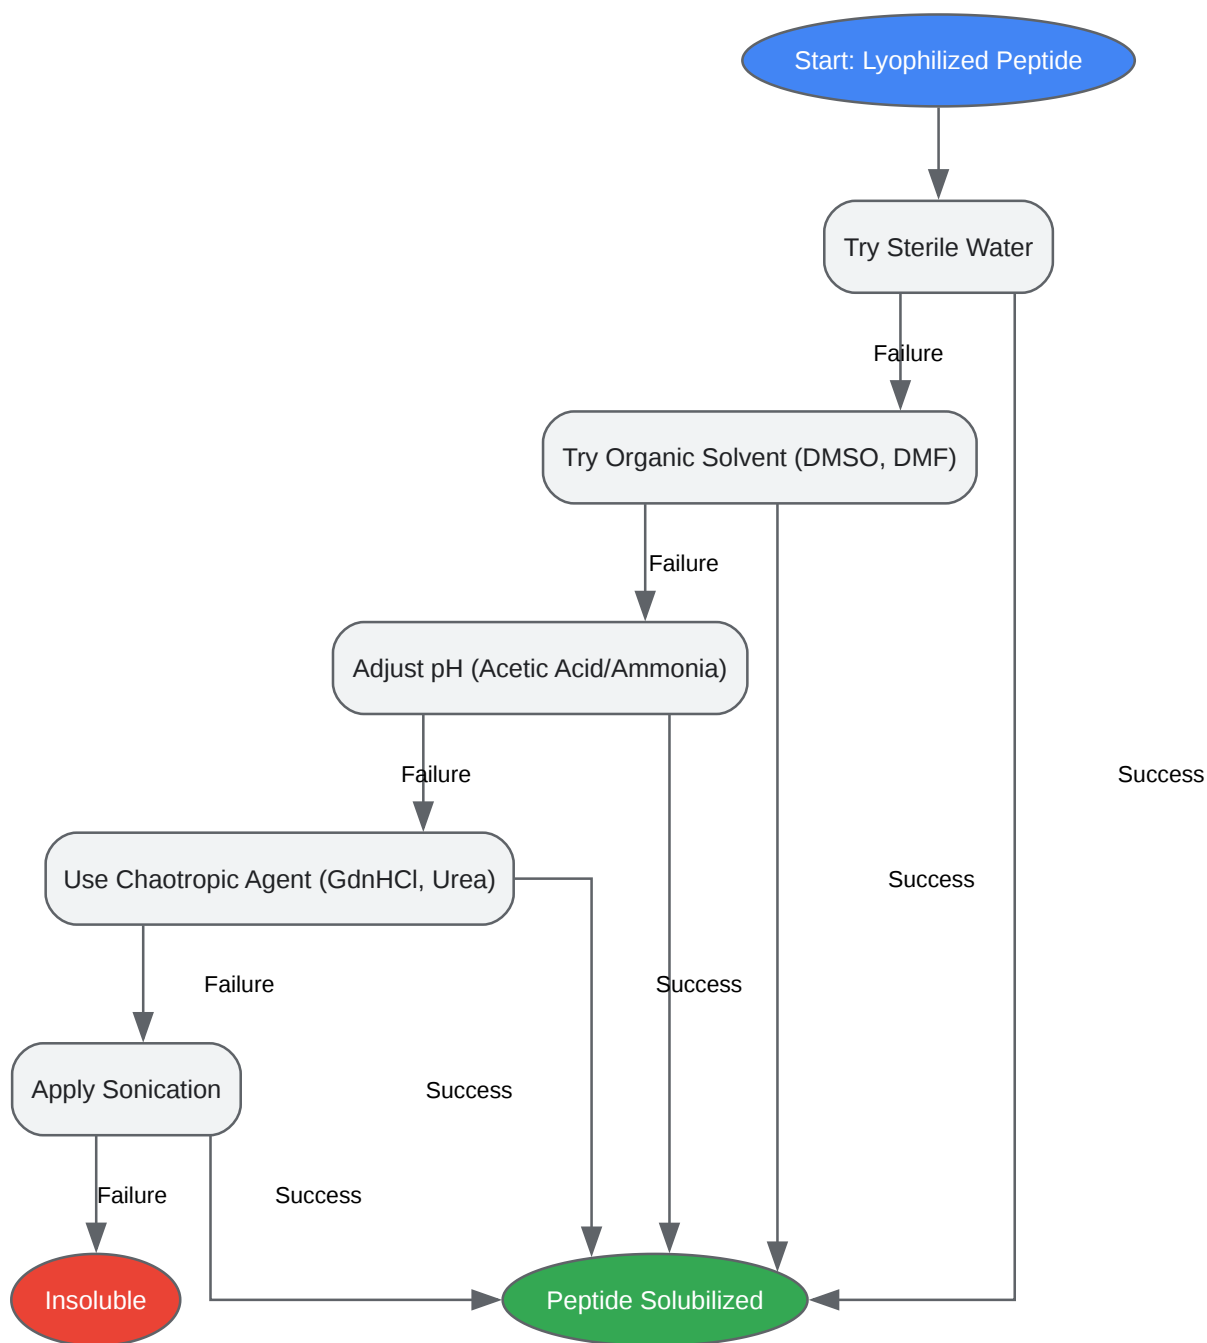 Start: Lyophilized Peptide
Try Sterile Water
Failure
Try Organic Solvent (DMSO, DMF)
Failure
Adjust pH (Acetic Acid/Ammonia)
Failure
Success
Use Chaotropic Agent (GdnHCl, Urea)
Success
Failure
Success
Apply Sonication
Success
Failure
Success
Insoluble
Peptide Solubilized